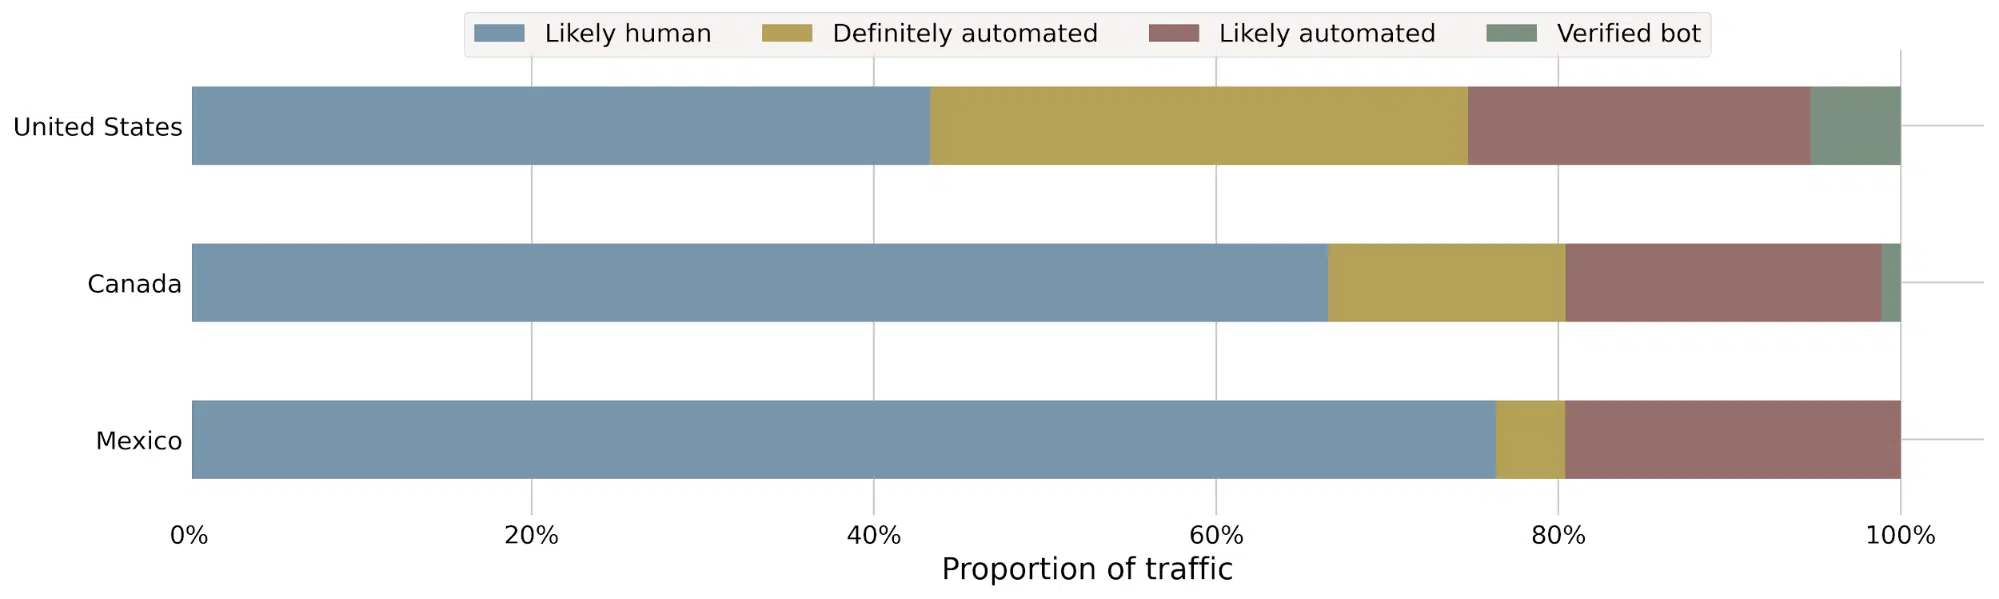 Likely human Definitely automated Likely automated Verified bot
United States
Canada
Mexico
0% 20% 40% 60% 80% 100%
Proportion of traffic